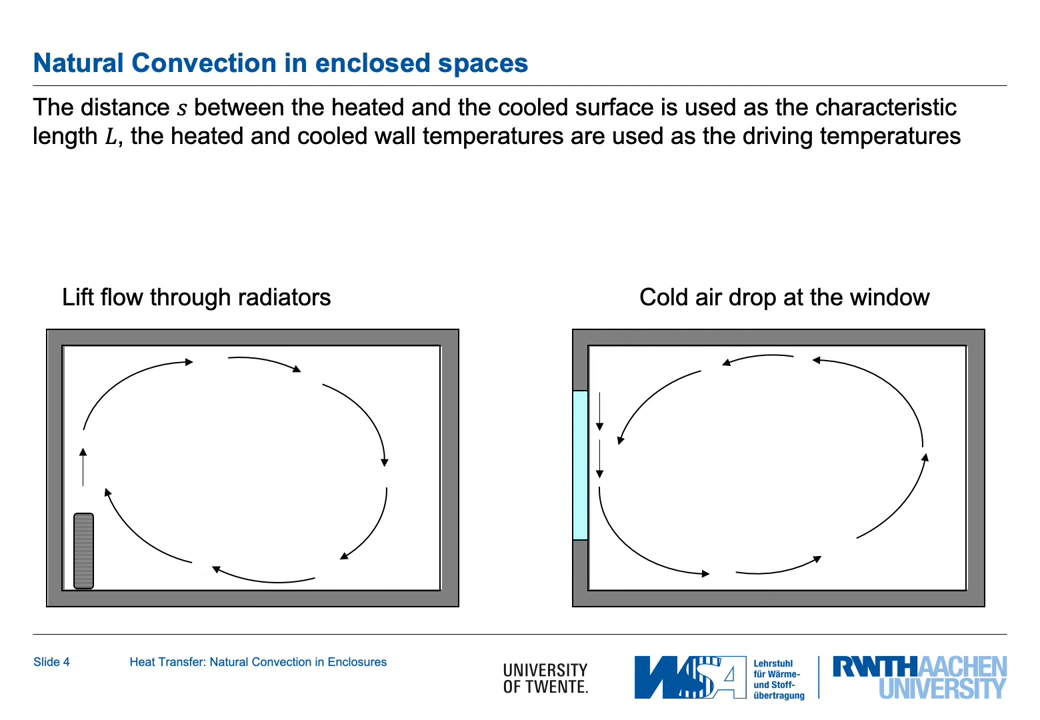 Natural Convection in enclosed spaces
The distance s between the heated and the cooled surface is used as the characteristic
length L, the heated and cooled wall temperatures are used as the driving temperatures
Lift flow through radiators
Cold air drop at the window
Slide 4
Heat Transfer: Natural Convection in Enclosures
UNIVERSITY
OF TWENTE.
WSA
Lehrstuhl
für Wärme-
und Stoff-
übertragung
RWTHAACHEN
UNIVERSITY